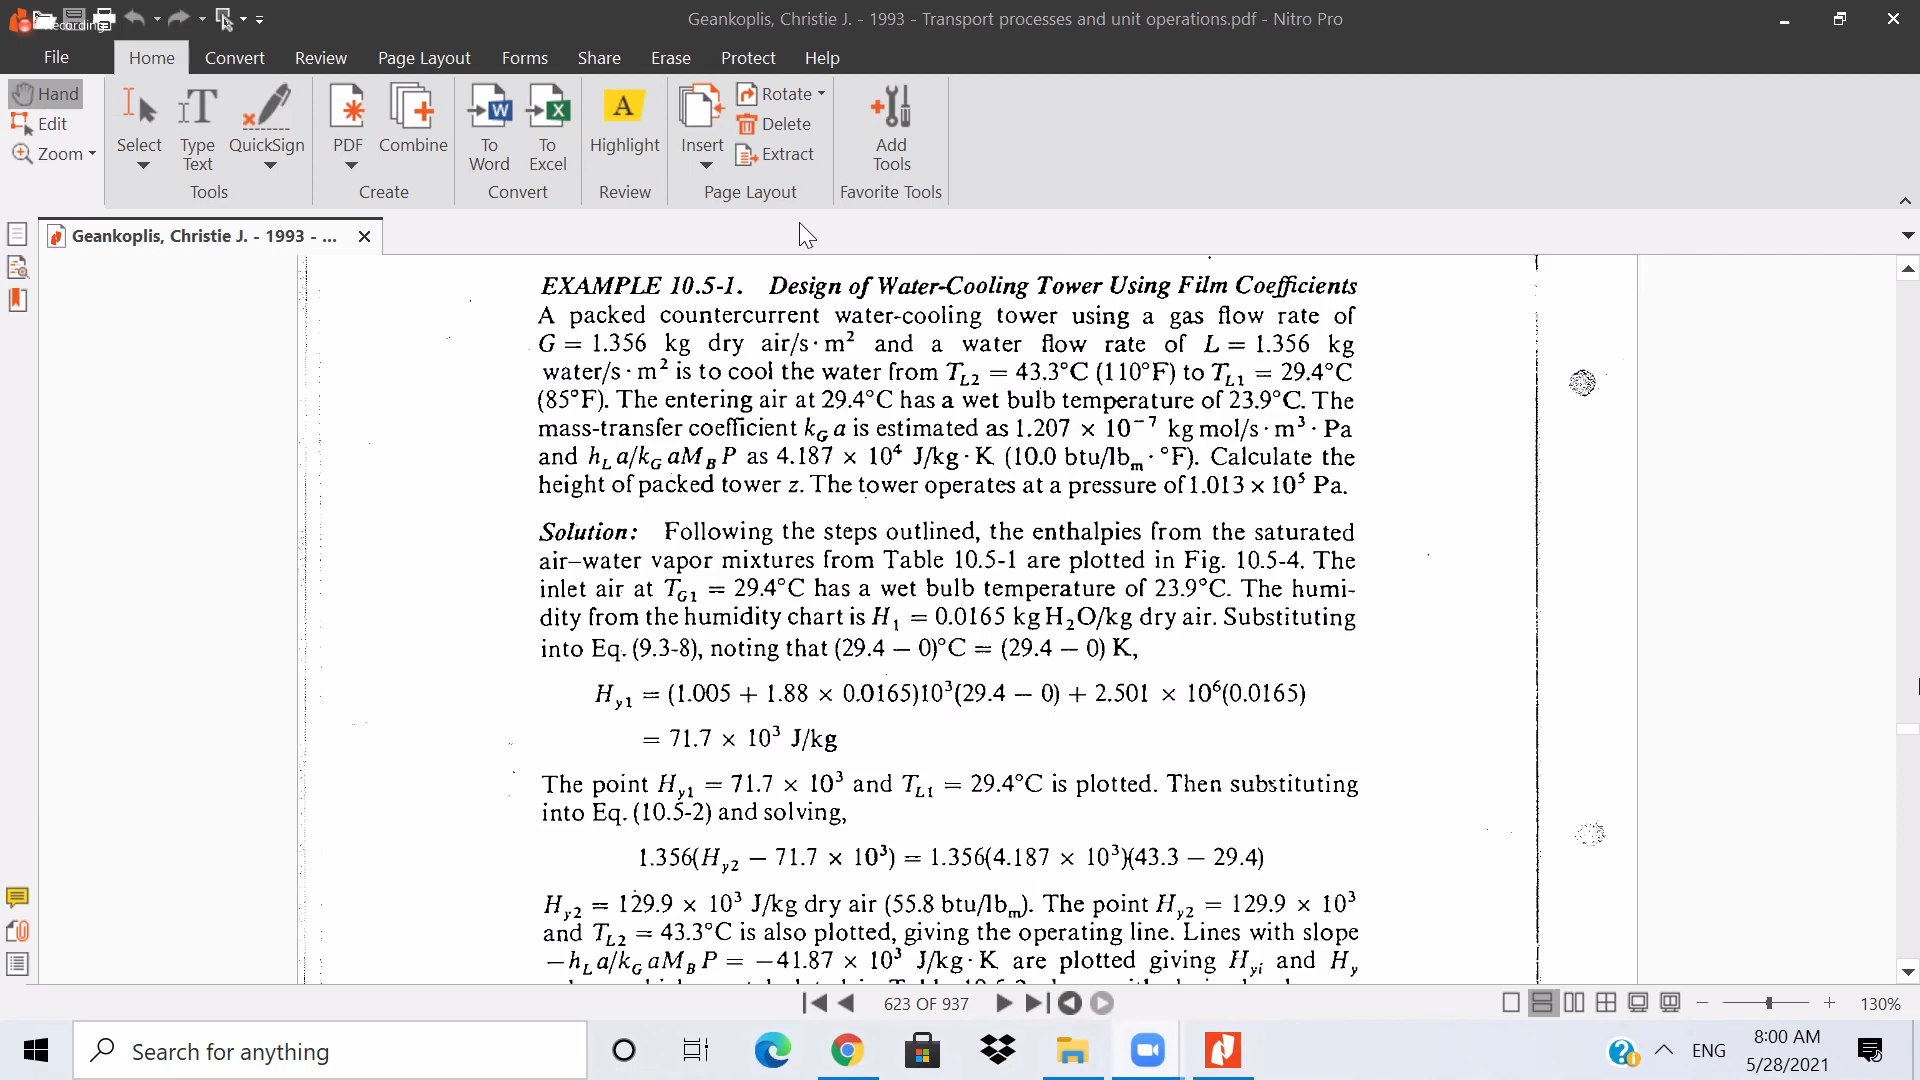 Recording
Geankoplis, Christie J. - 1993 - Transport processes and unit operations.pdf - Nitro Pro
File Home Convert Review Page Layout Forms Share Erase Protect Help
Hand
Edit
Zoom
Select
Type Text
QuickSign
Tools
PDF
Combine
Create
To Word
To Excel
Convert
Highlight
Review
Insert
Rotate
Delete
Extract
Page Layout
Add Tools
Favorite Tools
Geankoplis, Christie J. - 1993 - ...
EXAMPLE 10.5-1. Design of Water-Cooling Tower Using Film Coefficients
A packed countercurrent water-cooling tower using a gas flow rate of
G = 1.356 kg dry air/s · m² and a water flow rate of L = 1.356 kg
water/s · m² is to cool the water from T_L2 = 43.3°C (110°F) to T_L1 = 29.4°C
(85°F). The entering air at 29.4°C has a wet bulb temperature of 23.9°C. The
mass-transfer coefficient k_G a is estimated as 1.207 × 10⁻⁷ kg mol/s · m³ · Pa
and h_L a/k_G aM_B P as 4.187 × 10⁴ J/kg · K (10.0 btu/lb_m · °F). Calculate the
height of packed tower z. The tower operates at a pressure of 1.013 × 10⁵ Pa.
Solution: Following the steps outlined, the enthalpies from the saturated
air–water vapor mixtures from Table 10.5-1 are plotted in Fig. 10.5-4. The
inlet air at T_G1 = 29.4°C has a wet bulb temperature of 23.9°C. The humi-
dity from the humidity chart is H₁ = 0.0165 kg H₂O/kg dry air. Substituting
into Eq. (9.3-8), noting that (29.4 − 0)°C = (29.4 − 0) K,
H_y1 = (1.005 + 1.88 × 0.0165)10³(29.4 − 0) + 2.501 × 10⁶(0.0165)
= 71.7 × 10³ J/kg
The point H_y1 = 71.7 × 10³ and T_L1 = 29.4°C is plotted. Then substituting
into Eq. (10.5-2) and solving,
1.356(H_y2 − 71.7 × 10³) = 1.356(4.187 × 10³)(43.3 − 29.4)
H_y2 = 129.9 × 10³ J/kg dry air (55.8 btu/lb_m). The point H_y2 = 129.9 × 10³
and T_L2 = 43.3°C is also plotted, giving the operating line. Lines with slope
−h_L a/k_G aM_B P = −41.87 × 10³ J/kg · K are plotted giving H_yi and H_y
623 OF 937
130%
Search for anything
ENG
8:00 AM
5/28/2021